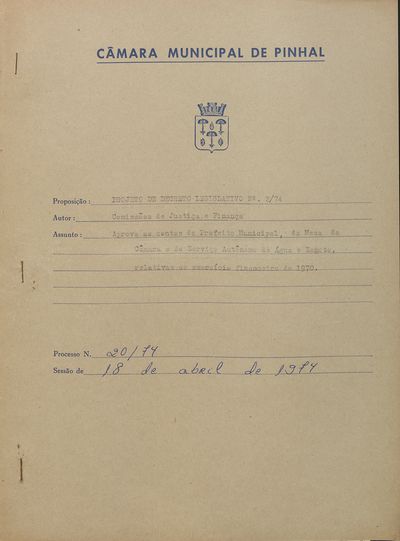 CÂMARA MUNICIPAL DE PINHAL
Proposição: PROJETO DE DECRETO LEGISLATIVO Nº. 2/74
Autor: Comissões de Justiça e Finança
Assunto: Aprova as contas do Prefeito Municipal, da Mesa da
Câmara e do Serviço Autônomo de Água e Esgoto,
relativas ao exercício financeiro de 1970.
Processo N. 20/74
Sessão de 18 de abril de 1974